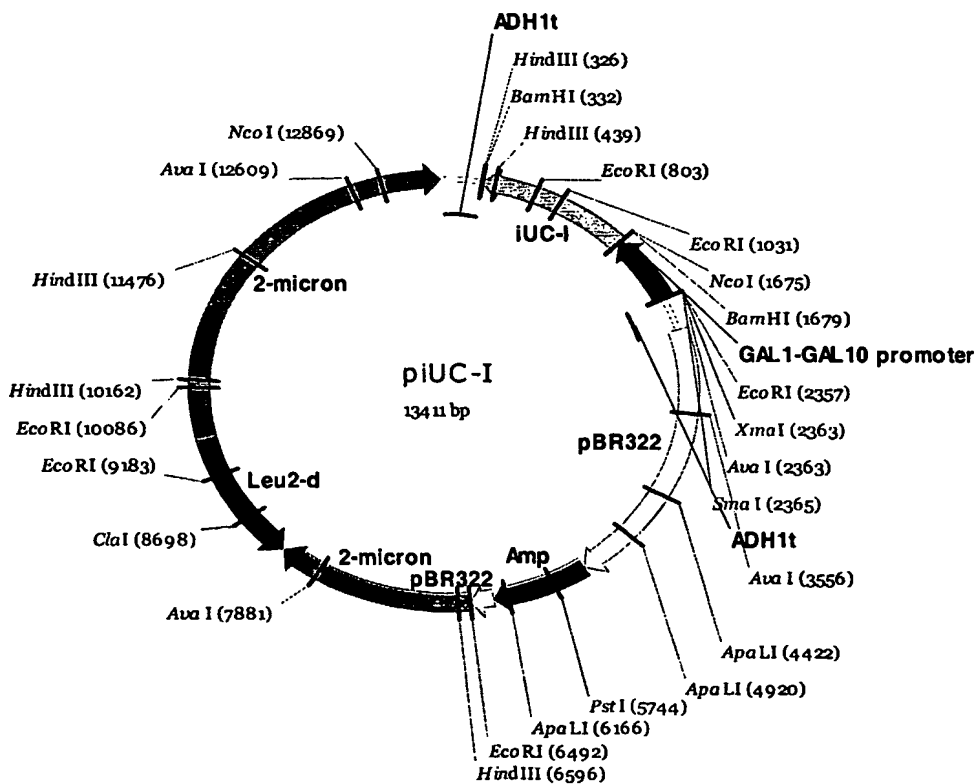 ADH1t
HindIII (326)
BamHI (332)
HindIII (439)
NcoI (12869)
AvaI (12609)
EcoRI (803)
iUC-I
EcoRI (1031)
HindIII (11476)
2-micron
NcoI (1675)
BamHI (1679)
GAL1-GAL10 promoter
piUC-I
13411 bp
HindIII (10162)
EcoRI (2357)
EcoRI (10086)
XmaI (2363)
pBR322
AvaI (2363)
EcoRI (9183)
Leu2-d
SmaI (2365)
ClaI (8698)
ADH1t
2-micron
Amp
pBR322
AvaI (3556)
AvaI (7881)
ApaLI (4422)
ApaLI (4920)
PstI (5744)
ApaLI (6166)
EcoRI (6492)
HindIII (6596)